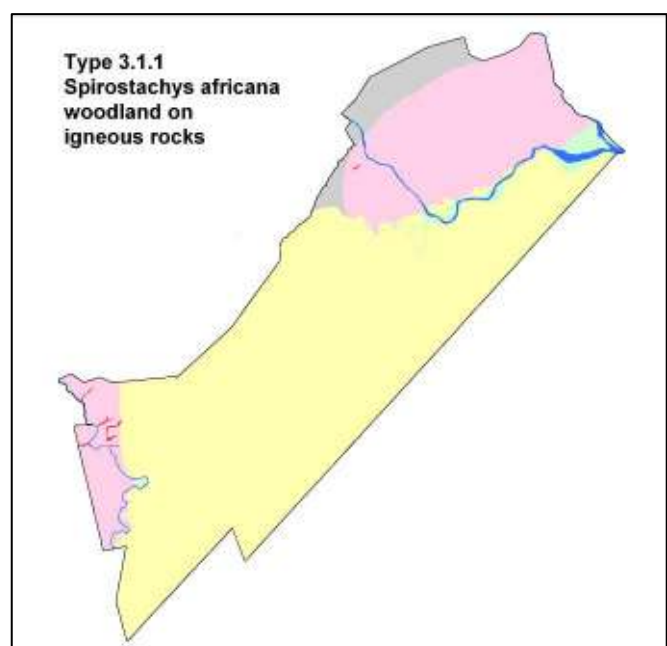 Type 3.1.1
Spirostachys africana
woodland on
igneous rocks